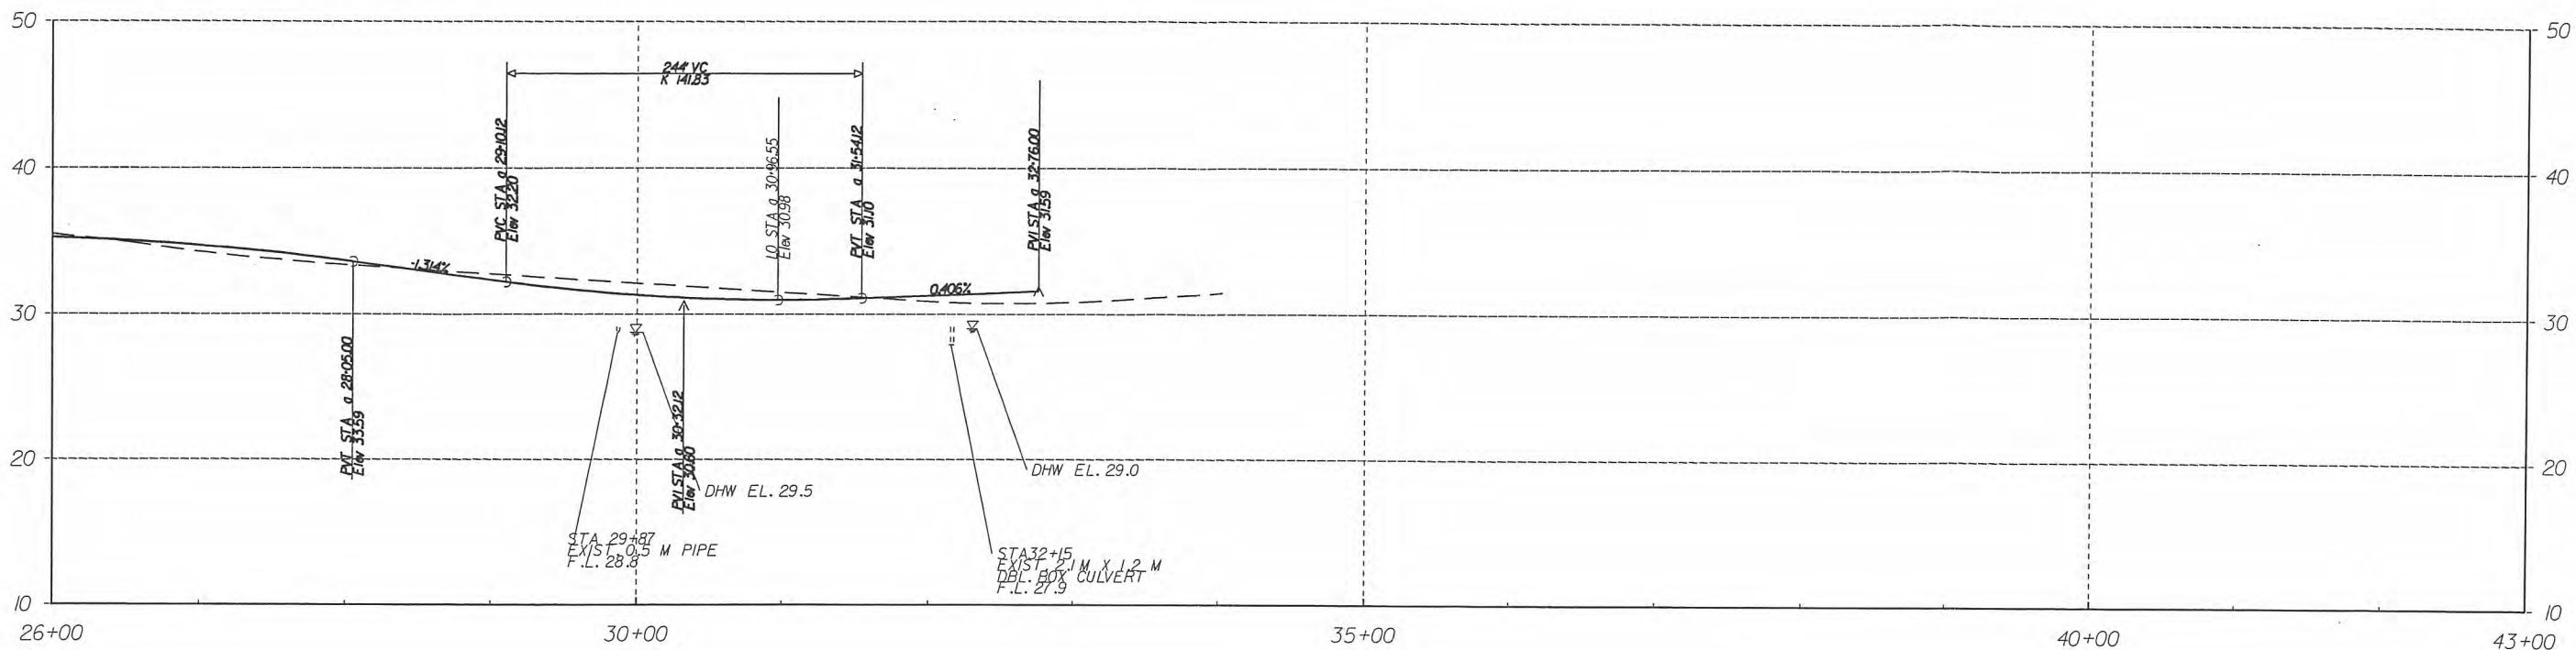 50
50
244' VC
K 141.83
PVC STA @ 29+10.12
Elev 32.20
LO STA @ 30+96.55
Elev 30.98
PVT STA @ 31+54.12
Elev 31.10
PVI STA @ 32+76.00
Elev 31.59
40
40
-1.314%
0.406%
30
30
PVT STA @ 28+05.00
Elev 33.59
PVI STA @ 30+32.12
Elev 30.60
20
20
DHW EL. 29.5
DHW EL. 29.0
STA 29+87
EXIST. 0.5 M PIPE
F.L. 28.8
STA32+15
EXIST. 2.1M X 1.2 M
DBL. BOX CULVERT
F.L. 27.9
10
10
26+00
30+00
35+00
40+00
43+00